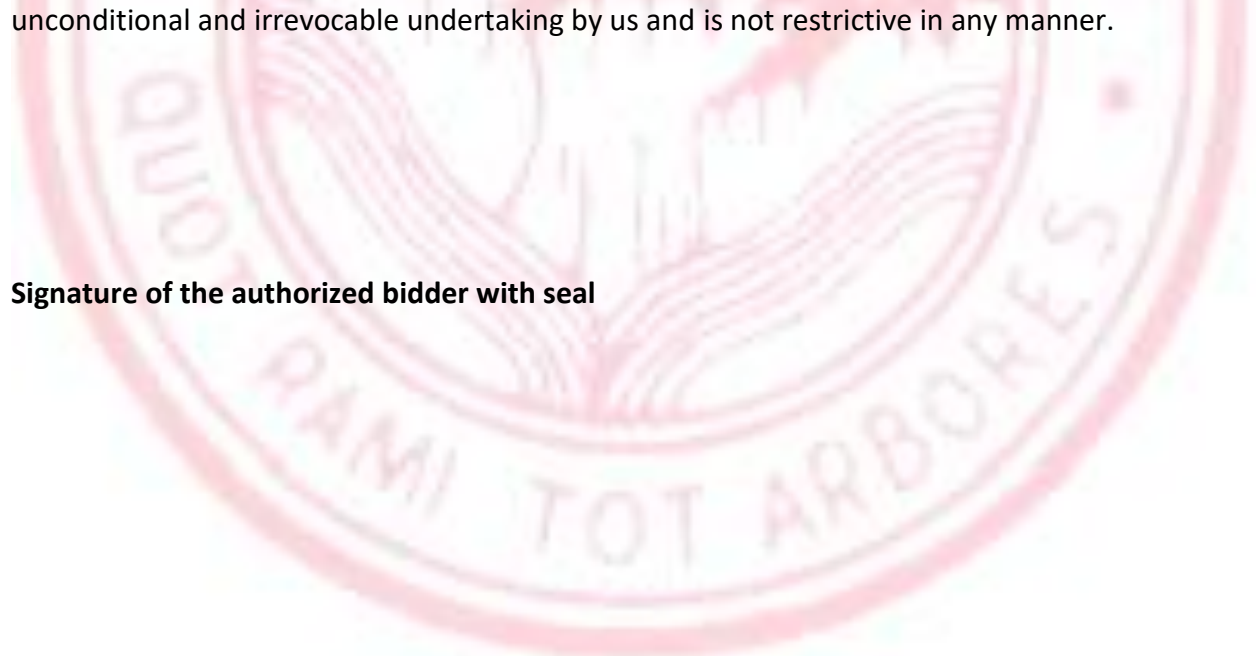 unconditional and irrevocable undertaking by us and is not restrictive in any manner.
Signature of the authorized bidder with seal
QUOT RAMI TOT ARBORES